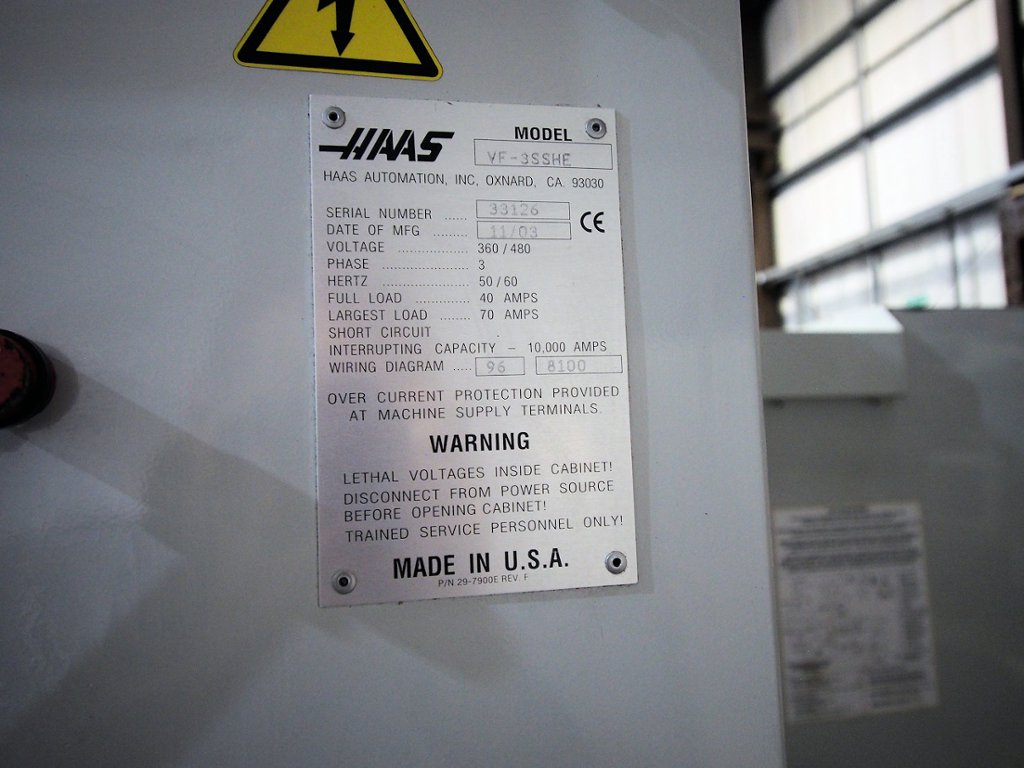 HAAS
MODEL
VF-3SSHE
HAAS AUTOMATION, INC. OXNARD, CA. 93030
SERIAL NUMBER ...... 33126
CE
DATE OF MFG ......... 11/03
VOLTAGE .................. 360/480
PHASE ...................... 3
HERTZ ...................... 50/60
FULL LOAD .............. 40 AMPS
LARGEST LOAD ........ 70 AMPS
SHORT CIRCUIT
INTERRUPTING CAPACITY – 10,000 AMPS
WIRING DIAGRAM ..... 96 8100
OVER CURRENT PROTECTION PROVIDED
AT MACHINE SUPPLY TERMINALS.
WARNING
LETHAL VOLTAGES INSIDE CABINET!
DISCONNECT FROM POWER SOURCE
BEFORE OPENING CABINET!
TRAINED SERVICE PERSONNEL ONLY!
MADE IN U.S.A.
P/N 29-7900E REV. F